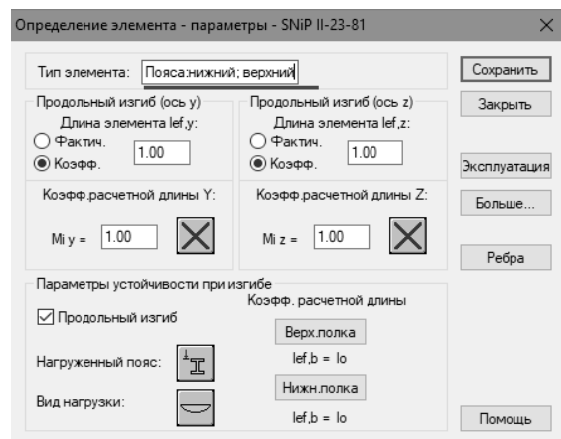 Определение элемента - параметры - SNiP II-23-81
Тип элемента: Пояса:нижний; верхний
Сохранить
Продольный изгиб (ось y)
Продольный изгиб (ось z)
Закрыть
Длина элемента lef,y:
Длина элемента lef,z:
Фактич.
Коэфф.
1.00
Фактич.
Коэфф.
1.00
Эксплуатация
Коэфф.расчетной длины Y:
Коэфф.расчетной длины Z:
Больше...
Mi y = 1.00
Mi z = 1.00
Ребра
Параметры устойчивости при изгибе
Коэфф. расчетной длины
Продольный изгиб
Верх.полка
Нагруженный пояс:
lef,b = lo
Нижн.полка
Вид нагрузки:
lef,b = lo
Помощь